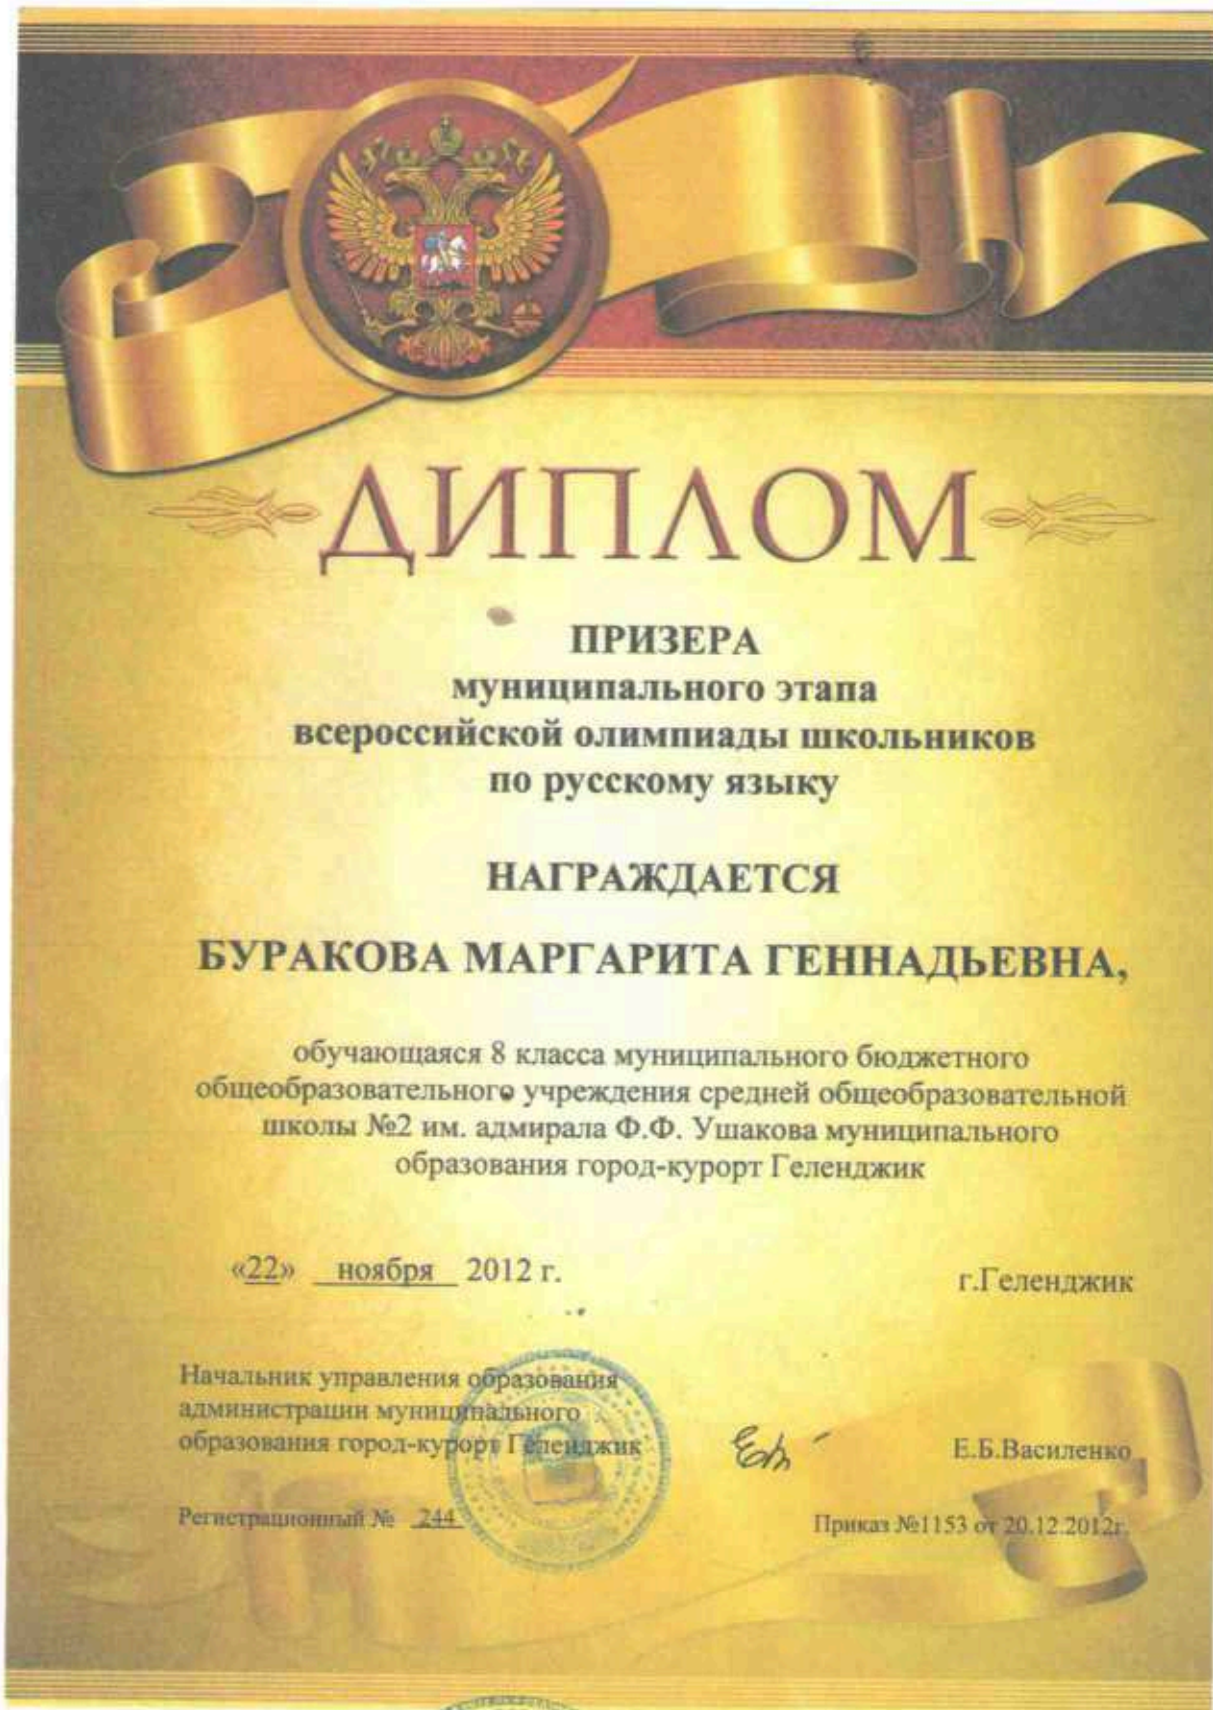 ДИПЛОМ
ПРИЗЕРА
муниципального этапа
всероссийской олимпиады школьников
по русскому языку
НАГРАЖДАЕТСЯ
БУРАКОВА МАРГАРИТА ГЕННАДЬЕВНА,
обучающаяся 8 класса муниципального бюджетного
общеобразовательного учреждения средней общеобразовательной
школы №2 им. адмирала Ф.Ф. Ушакова муниципального
образования город-курорт Геленджик
«22» ноября 2012 г.
г.Геленджик
Начальник управления образования
администрации муниципального
образования город-курорт Геленджик
Е.Б.Василенко
Регистрационный № 244
Приказ №1153 от 20.12.2012г.